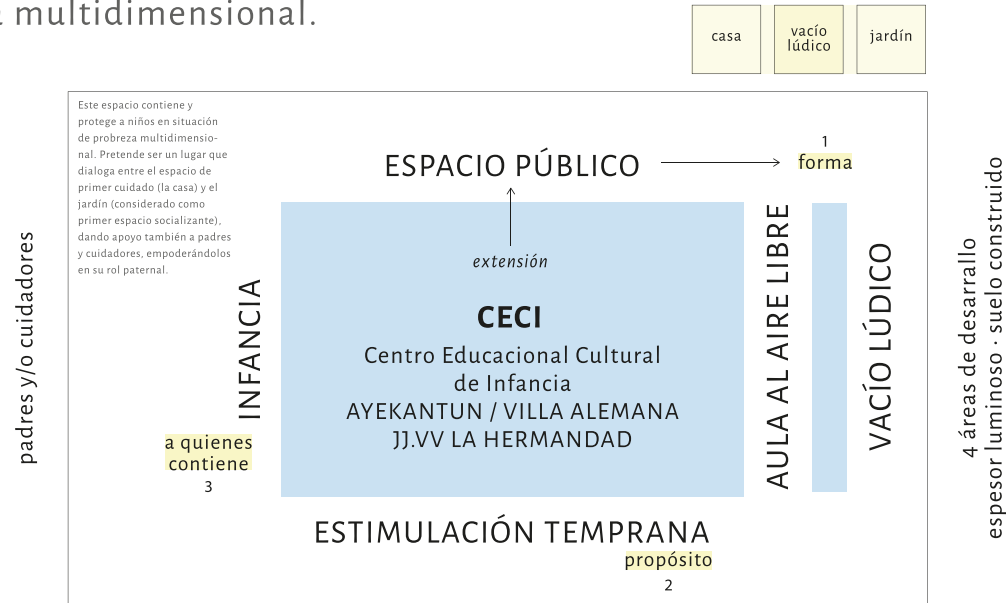 a multidimensional.
casa
vacío
lúdico
jardín
Este espacio contiene y
protege a niños en situación
de probreza multidimensio-
nal. Pretende ser un lugar que
dialoga entre el espacio de
primer cuidado (la casa) y el
jardín (considerado como
primer espacio socializante),
dando apoyo también a padres
y cuidadores, empoderándolos
en su rol paternal.
ESPACIO PÚBLICO
1
forma
extensión
CECI
Centro Educacional Cultural
de Infancia
AYEKANTUN / VILLA ALEMANA
JJ.VV LA HERMANDAD
padres y/o cuidadores
INFANCIA
a quienes
contiene
3
AULA AL AIRE LIBRE
VACÍO LÚDICO
4 áreas de desarrallo
espesor luminoso · suelo construido
ESTIMULACIÓN TEMPRANA
propósito
2